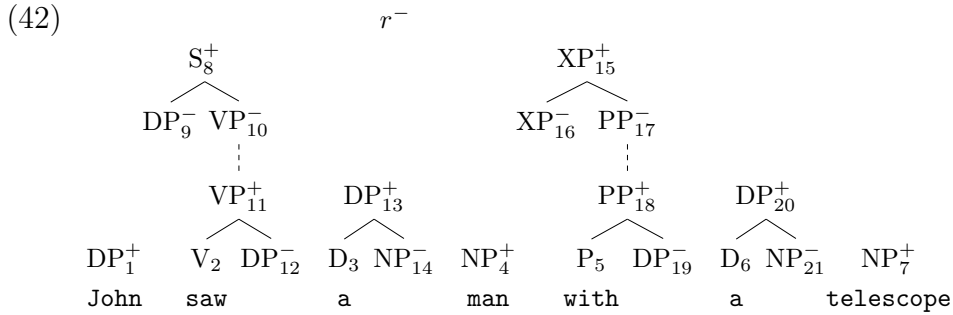 (42) r⁻
S₈⁺ XP₁₅⁺
DP₉⁻ VP₁₀⁻ XP₁₆⁻ PP₁₇⁻
VP₁₁⁺ DP₁₃⁺ PP₁₈⁺ DP₂₀⁺
DP₁⁺ V₂ DP₁₂⁻ D₃ NP₁₄⁻ NP₄⁺ P₅ DP₁₉⁻ D₆ NP₂₁⁻ NP₇⁺
John saw a man with a telescope